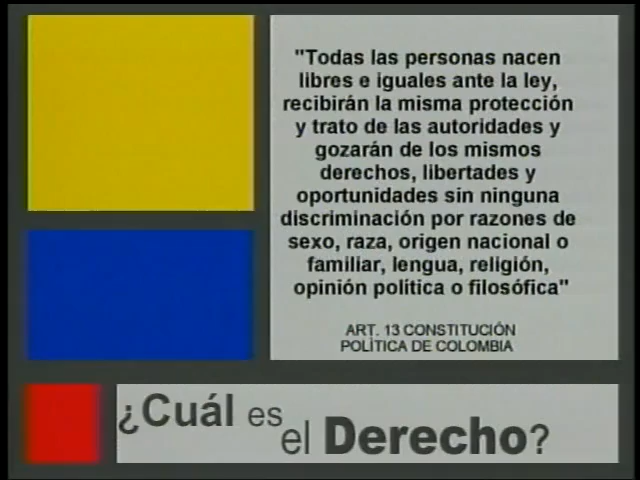 "Todas las personas nacen
libres e iguales ante la ley,
recibirán la misma protección
y trato de las autoridades y
gozarán de los mismos
derechos, libertades y
oportunidades sin ninguna
discriminación por razones de
sexo, raza, origen nacional o
familiar, lengua, religión,
opinión política o filosófica"
ART. 13 CONSTITUCIÓN
POLÍTICA DE COLOMBIA
¿Cuál es
el Derecho?